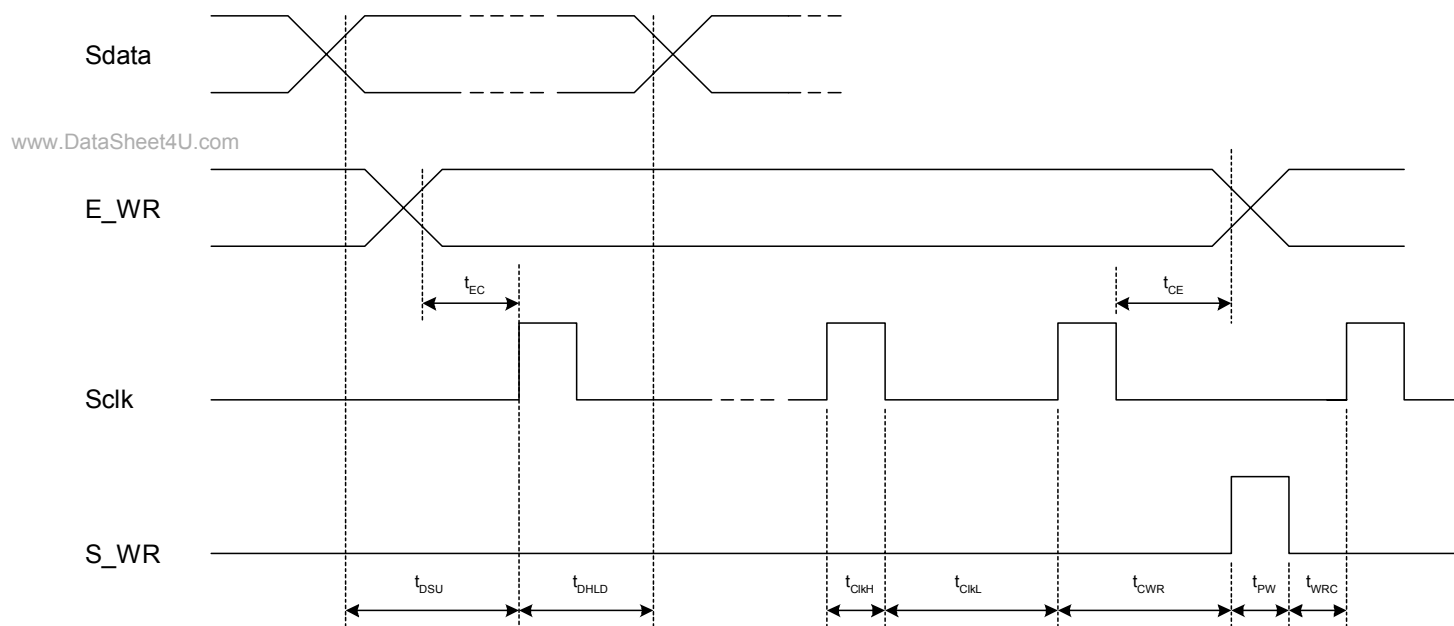 Sdata
www.DataSheet4U.com
E_WR
tEC
tCE
Sclk
S_WR
tDSU
tDHLD
tClkH
tClkL
tCWR
tPW
tWRC